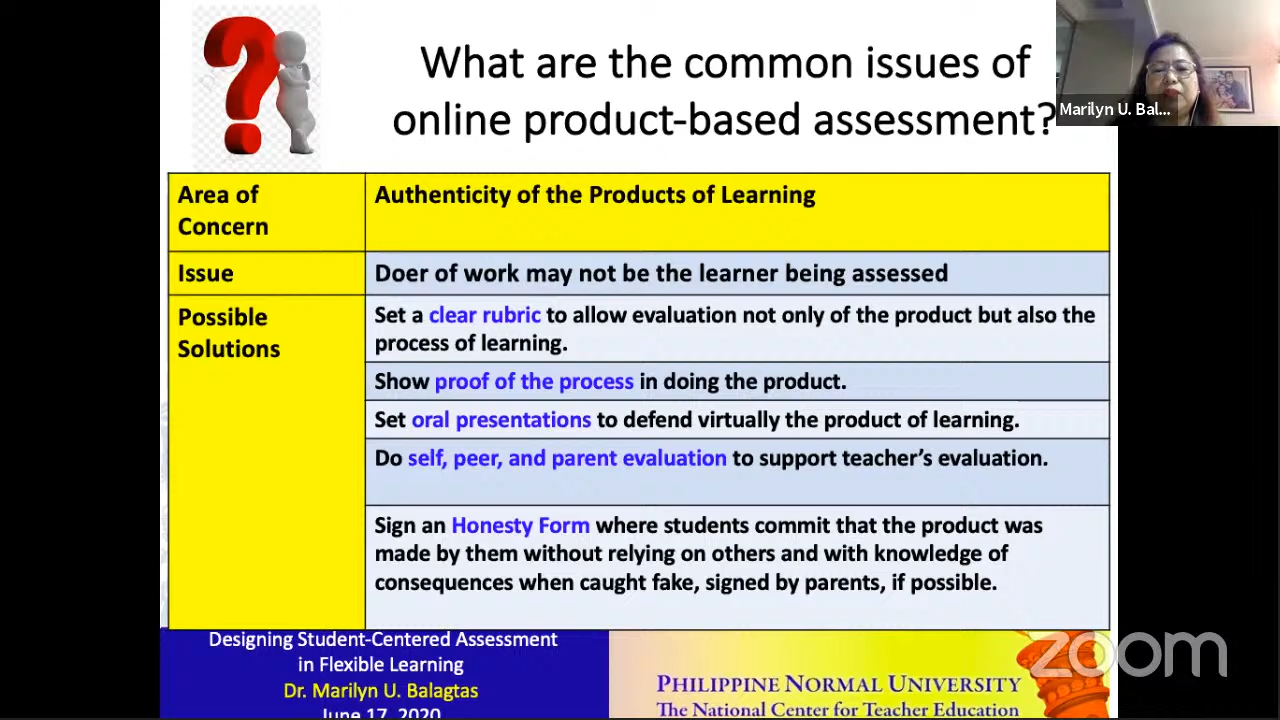 What are the common issues of
online product-based assessment?
Marilyn U. Bal...
Area of
Concern
Authenticity of the Products of Learning
Issue
Doer of work may not be the learner being assessed
Possible
Solutions
Set a clear rubric to allow evaluation not only of the product but also the
process of learning.
Show proof of the process in doing the product.
Set oral presentations to defend virtually the product of learning.
Do self, peer, and parent evaluation to support teacher’s evaluation.
Sign an Honesty Form where students commit that the product was
made by them without relying on others and with knowledge of
consequences when caught fake, signed by parents, if possible.
Designing Student-Centered Assessment
in Flexible Learning
Dr. Marilyn U. Balagtas
June 17, 2020
PHILIPPINE NORMAL UNIVERSITY
The National Center for Teacher Education
zoom